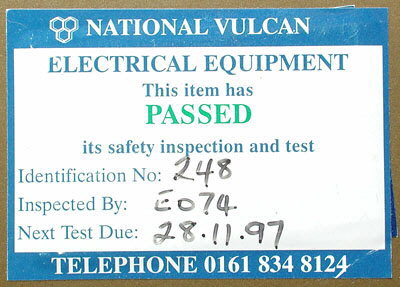 NATIONAL VULCAN
ELECTRICAL EQUIPMENT
This item has
PASSED
its safety inspection and test
Identification No: 248
Inspected By: E074
Next Test Due: 28.11.97
TELEPHONE 0161 834 8124